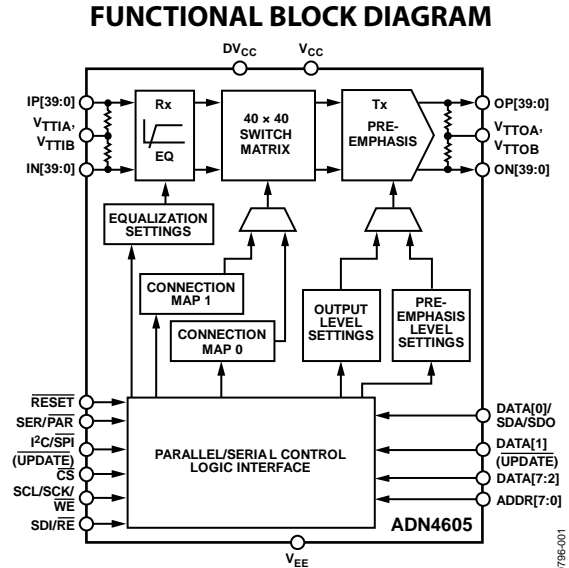 FUNCTIONAL BLOCK DIAGRAM
DVCC
VCC
IP[39:0]
VTTIA,
VTTIB
IN[39:0]
Rx
EQ
40 × 40
SWITCH
MATRIX
Tx
PRE-
EMPHASIS
OP[39:0]
VTTOA,
VTTOB
ON[39:0]
EQUALIZATION
SETTINGS
CONNECTION
MAP 1
CONNECTION
MAP 0
OUTPUT
LEVEL
SETTINGS
PRE-
EMPHASIS
LEVEL
SETTINGS
RESET
SER/PAR
I2C/SPI
(UPDATE)
CS
SCL/SCK/
WE
SDI/RE
PARALLEL/SERIAL CONTROL
LOGIC INTERFACE
DATA[0]/
SDA/SDO
DATA[1]
(UPDATE)
DATA[7:2]
ADDR[7:0]
ADN4605
VEE